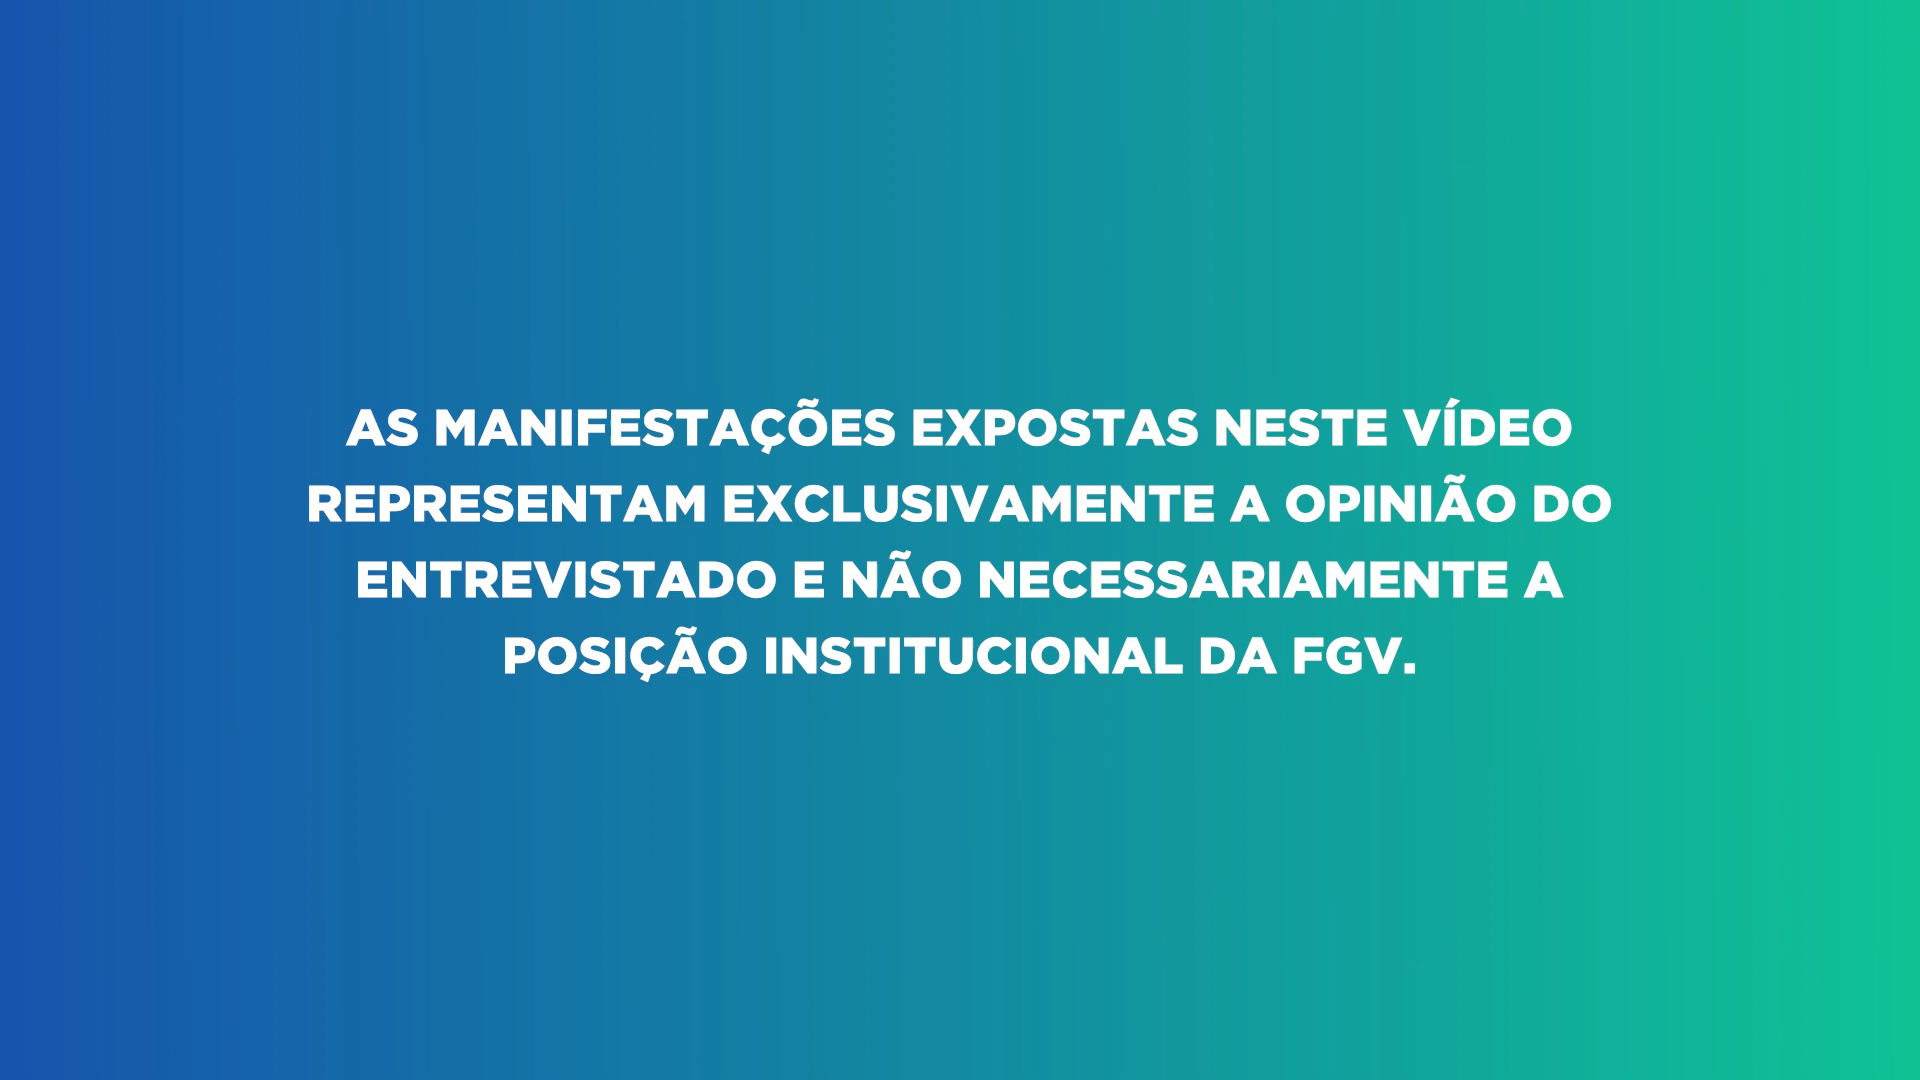 AS MANIFESTAÇÕES EXPOSTAS NESTE VÍDEO
REPRESENTAM EXCLUSIVAMENTE A OPINIÃO DO
ENTREVISTADO E NÃO NECESSARIAMENTE A
POSIÇÃO INSTITUCIONAL DA FGV.